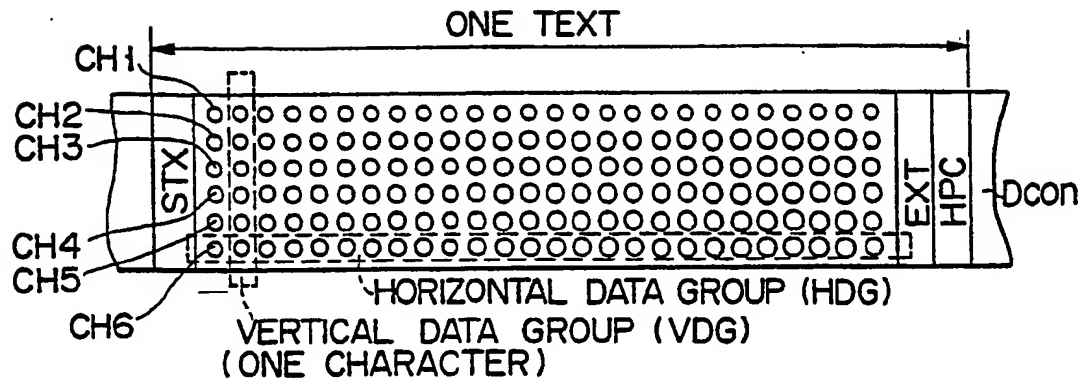 ONE TEXT
CH1
CH2
CH3
CH4
CH5
CH6
STX
EXT
HPC
Dcon
HORIZONTAL DATA GROUP (HDG)
VERTICAL DATA GROUP (VDG)
(ONE CHARACTER)